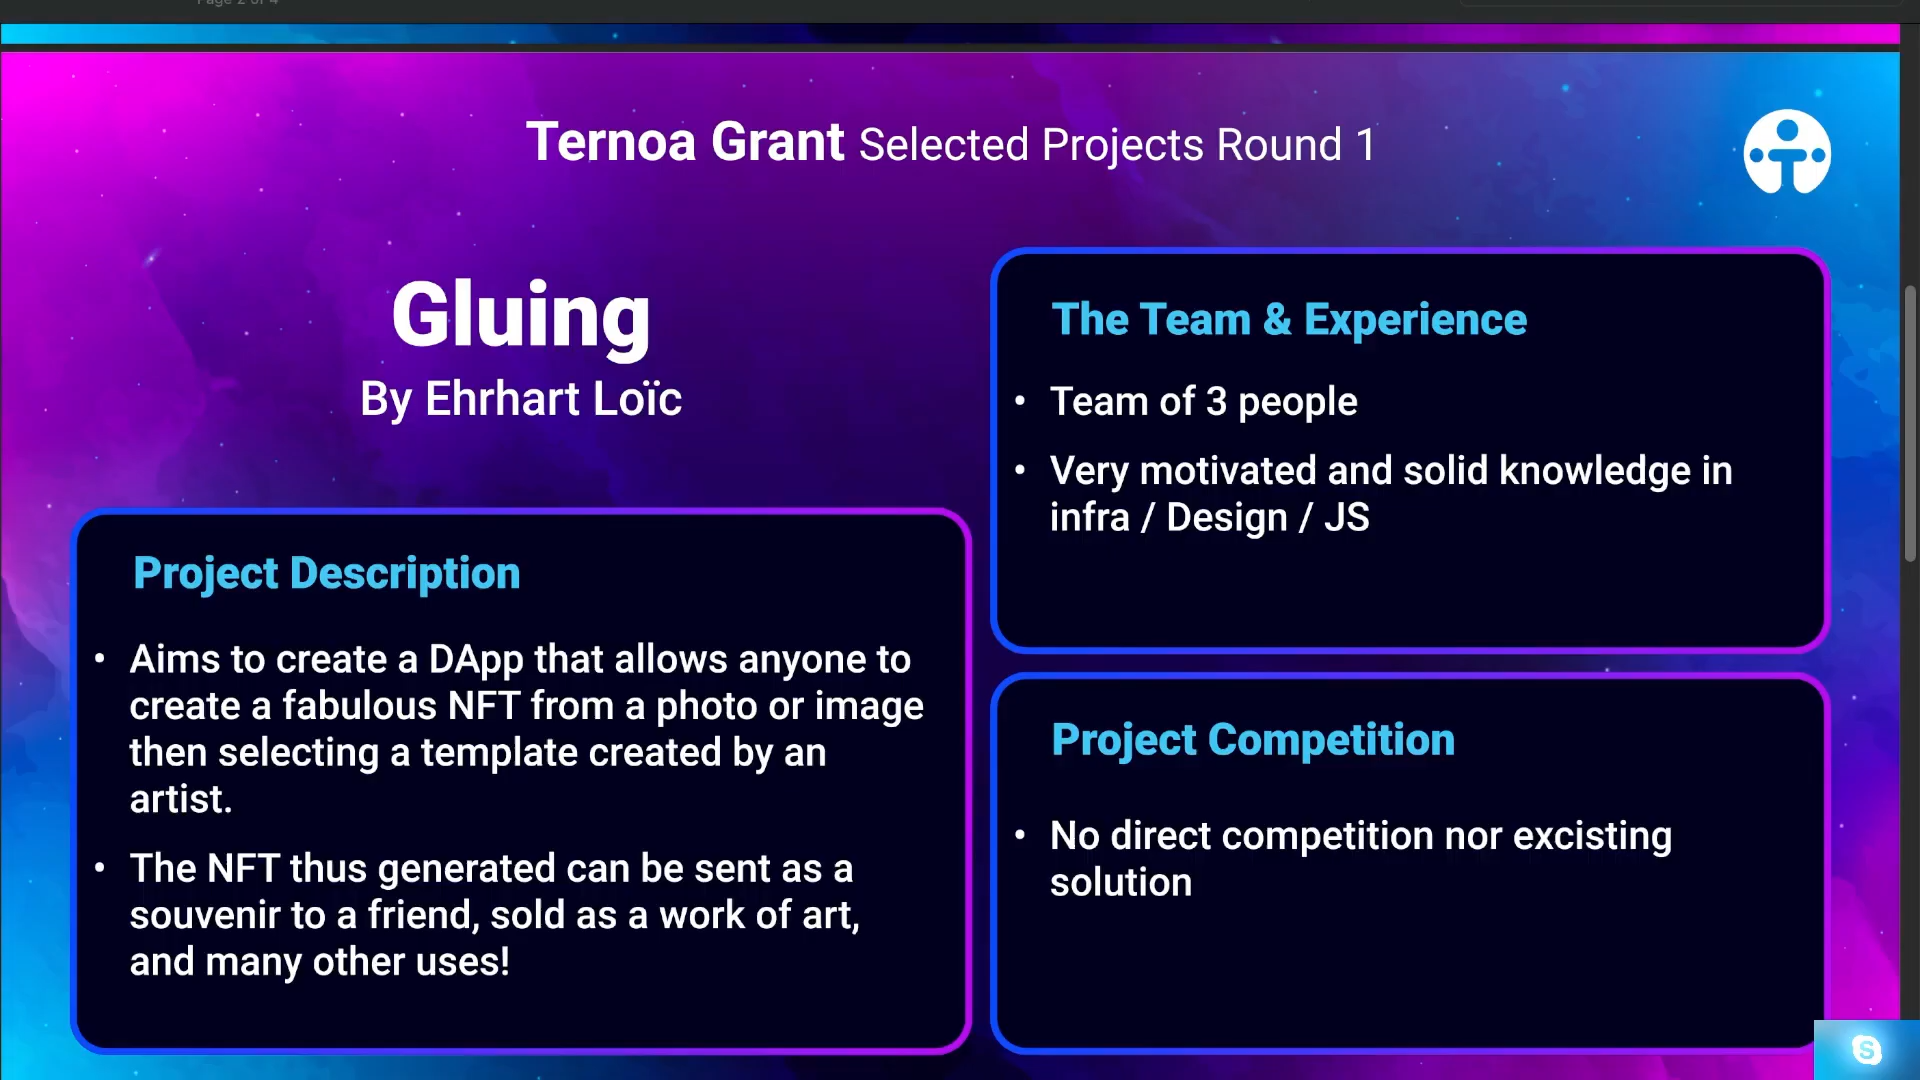 Page 2 of 4
Ternoa Grant Selected Projects Round 1
Gluing
By Ehrhart Loïc
Project Description
• Aims to create a DApp that allows anyone to
create a fabulous NFT from a photo or image
then selecting a template created by an
artist.
• The NFT thus generated can be sent as a
souvenir to a friend, sold as a work of art,
and many other uses!
The Team & Experience
• Team of 3 people
• Very motivated and solid knowledge in
infra / Design / JS
Project Competition
• No direct competition nor excisting
solution